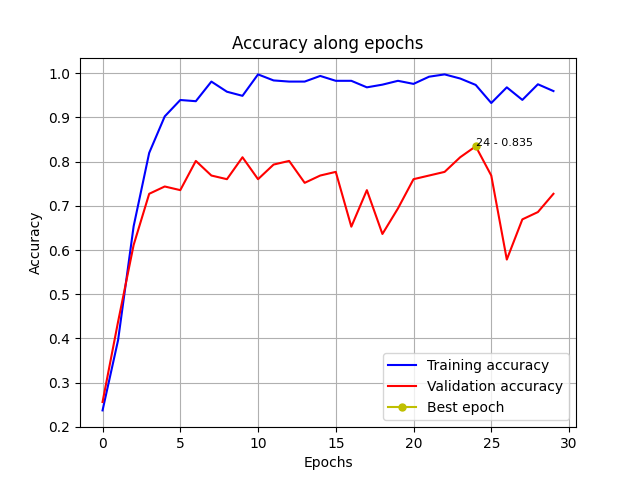 Accuracy along epochs
1.0
0.9
0.8
0.7
0.6
0.5
0.4
0.3
0.2
Accuracy
24 - 0.835
Training accuracy
Validation accuracy
Best epoch
0 5 10 15 20 25 30
Epochs